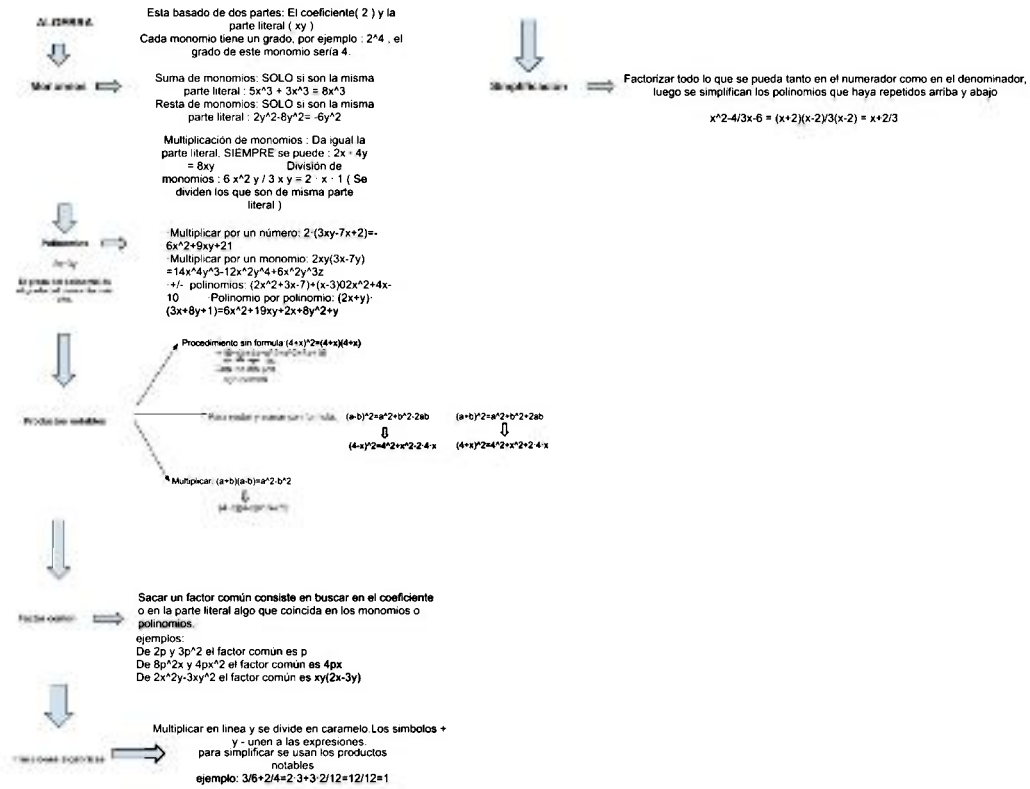 ALGEBRA
Esta basado de dos partes: El coeficiente( 2 ) y la
parte literal ( xy )
Cada monomio tiene un grado, por ejemplo : 2^4 , el
grado de este monomio sería 4.
Monomios
Suma de monomios: SOLO si son la misma
parte literal : 5x^3 + 3x^3 = 8x^3
Resta de monomios: SOLO si son la misma
parte literal : 2y^2-8y^2= -6y^2
Multiplicación de monomios : Da igual la
parte literal, SIEMPRE se puede : 2x · 4y
= 8xy División de
monomios : 6 x^2 y / 3 x y = 2 · x · 1 ( Se
dividen los que son de misma parte
literal )
Polinomios
·Multiplicar por un número: 2·(3xy-7x+2)=-
6x^2+9xy+21
·Multiplicar por un monomio: 2xy(3x-7y)
=14x^4y^3-12x^2y^4+6x^2y^3z
·+/- polinomios: (2x^2+3x-7)+(x-3)02x^2+4x-
10 ·Polinomio por polinomio: (2x+y)·
(3x+8y+1)=6x^2+19xy+2x+8y^2+y
Productos notables
Procedimiento sin formula (4+x)^2=(4+x)(4+x)
(a-b)^2=a^2+b^2-2ab
(4-x)^2=4^2+x^2-2·4·x
(a+b)^2=a^2+b^2+2ab
(4+x)^2=4^2+x^2+2·4·x
Multiplicar: (a+b)(a-b)=a^2-b^2
Factor común
Sacar un factor común consiste en buscar en el coeficiente
o en la parte literal algo que coincida en los monomios o
polinomios.
ejemplos:
De 2p y 3p^2 el factor común es p
De 8p^2x y 4px^2 el factor común es 4px
De 2x^2y-3xy^2 el factor común es xy(2x-3y)
Fracciones algebraicas
Multiplicar en linea y se divide en caramelo.Los simbolos +
y - unen a las expresiones.
para simplificar se usan los productos
notables
ejemplo: 3/6+2/4=2·3+3·2/12=12/12=1
Simplificación
Factorizar todo lo que se pueda tanto en el numerador como en el denominador,
luego se simplifican los polinomios que haya repetidos arriba y abajo
x^2-4/3x-6 = (x+2)(x-2)/3(x-2) = x+2/3